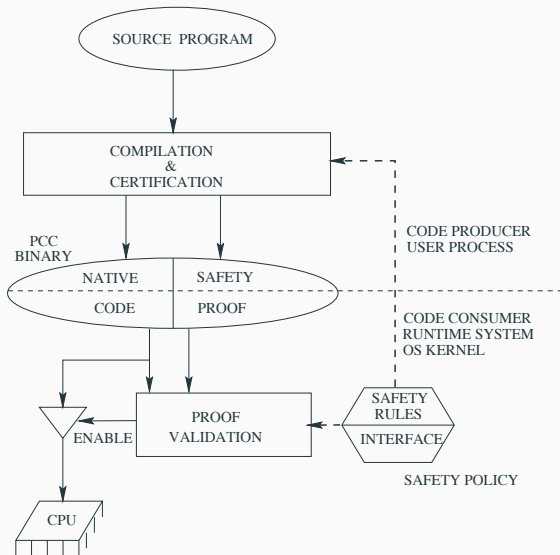 SOURCE PROGRAM
COMPILATION
&
CERTIFICATION
PCC
BINARY
NATIVE
SAFETY
CODE
PROOF
CODE PRODUCER
USER PROCESS
CODE CONSUMER
RUNTIME SYSTEM
OS KERNEL
SAFETY
RULES
INTERFACE
SAFETY POLICY
PROOF
VALIDATION
ENABLE
CPU